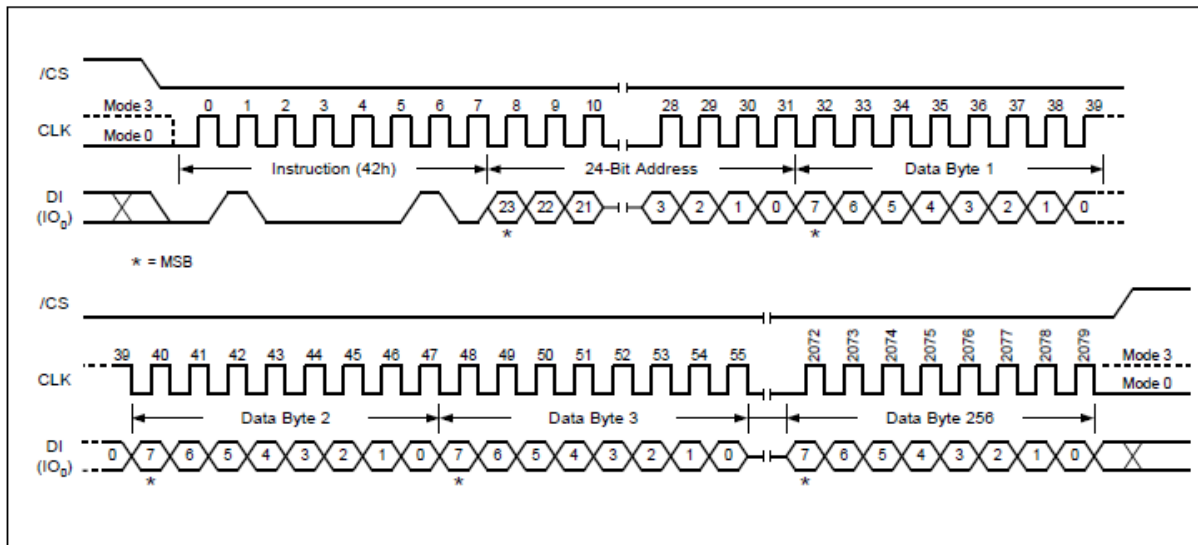 /CS
Mode 3 0 1 2 3 4 5 6 7 8 9 10 28 29 30 31 32 33 34 35 36 37 38 39
CLK Mode 0
Instruction (42h) 24-Bit Address Data Byte 1
DI (IO0) 23 22 21 3 2 1 0 7 6 5 4 3 2 1 0
* *
* = MSB
/CS
39 40 41 42 43 44 45 46 47 48 49 50 51 52 53 54 55 2072 2073 2074 2075 2076 2077 2078 2079 Mode 3
CLK Mode 0
Data Byte 2 Data Byte 3 Data Byte 256
DI (IO0) 0 7 6 5 4 3 2 1 0 7 6 5 4 3 2 1 0 7 6 5 4 3 2 1 0
* * *